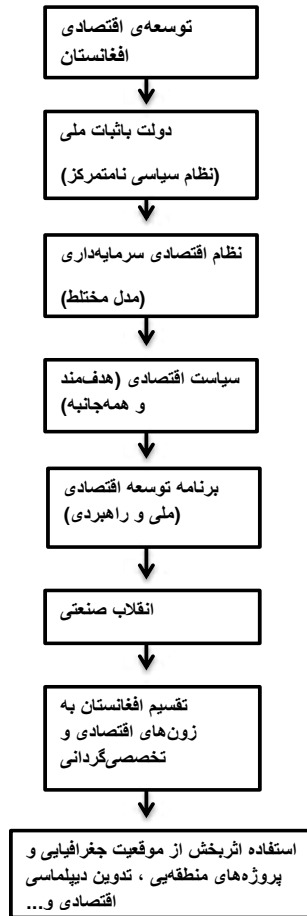 توسعه‌ی اقتصادی
افغانستان
دولت باثبات ملی
(نظام سیاسی نامتمرکز)
نظام اقتصادی سرمایه‌داری
(مدل مختلط)
سیاست اقتصادی (هدف‌مند
و همه‌جانبه)
برنامه توسعه اقتصادی
(ملی و راهبردی)
انقلاب صنعتی
تقسیم افغانستان به
زون‌های اقتصادی و
تخصصی‌گردانی
استفاده اثربخش از موقعیت جغرافیایی و
پروژه‌های منطقه‌یی ، تدوین دیپلماسی
اقتصادی و...